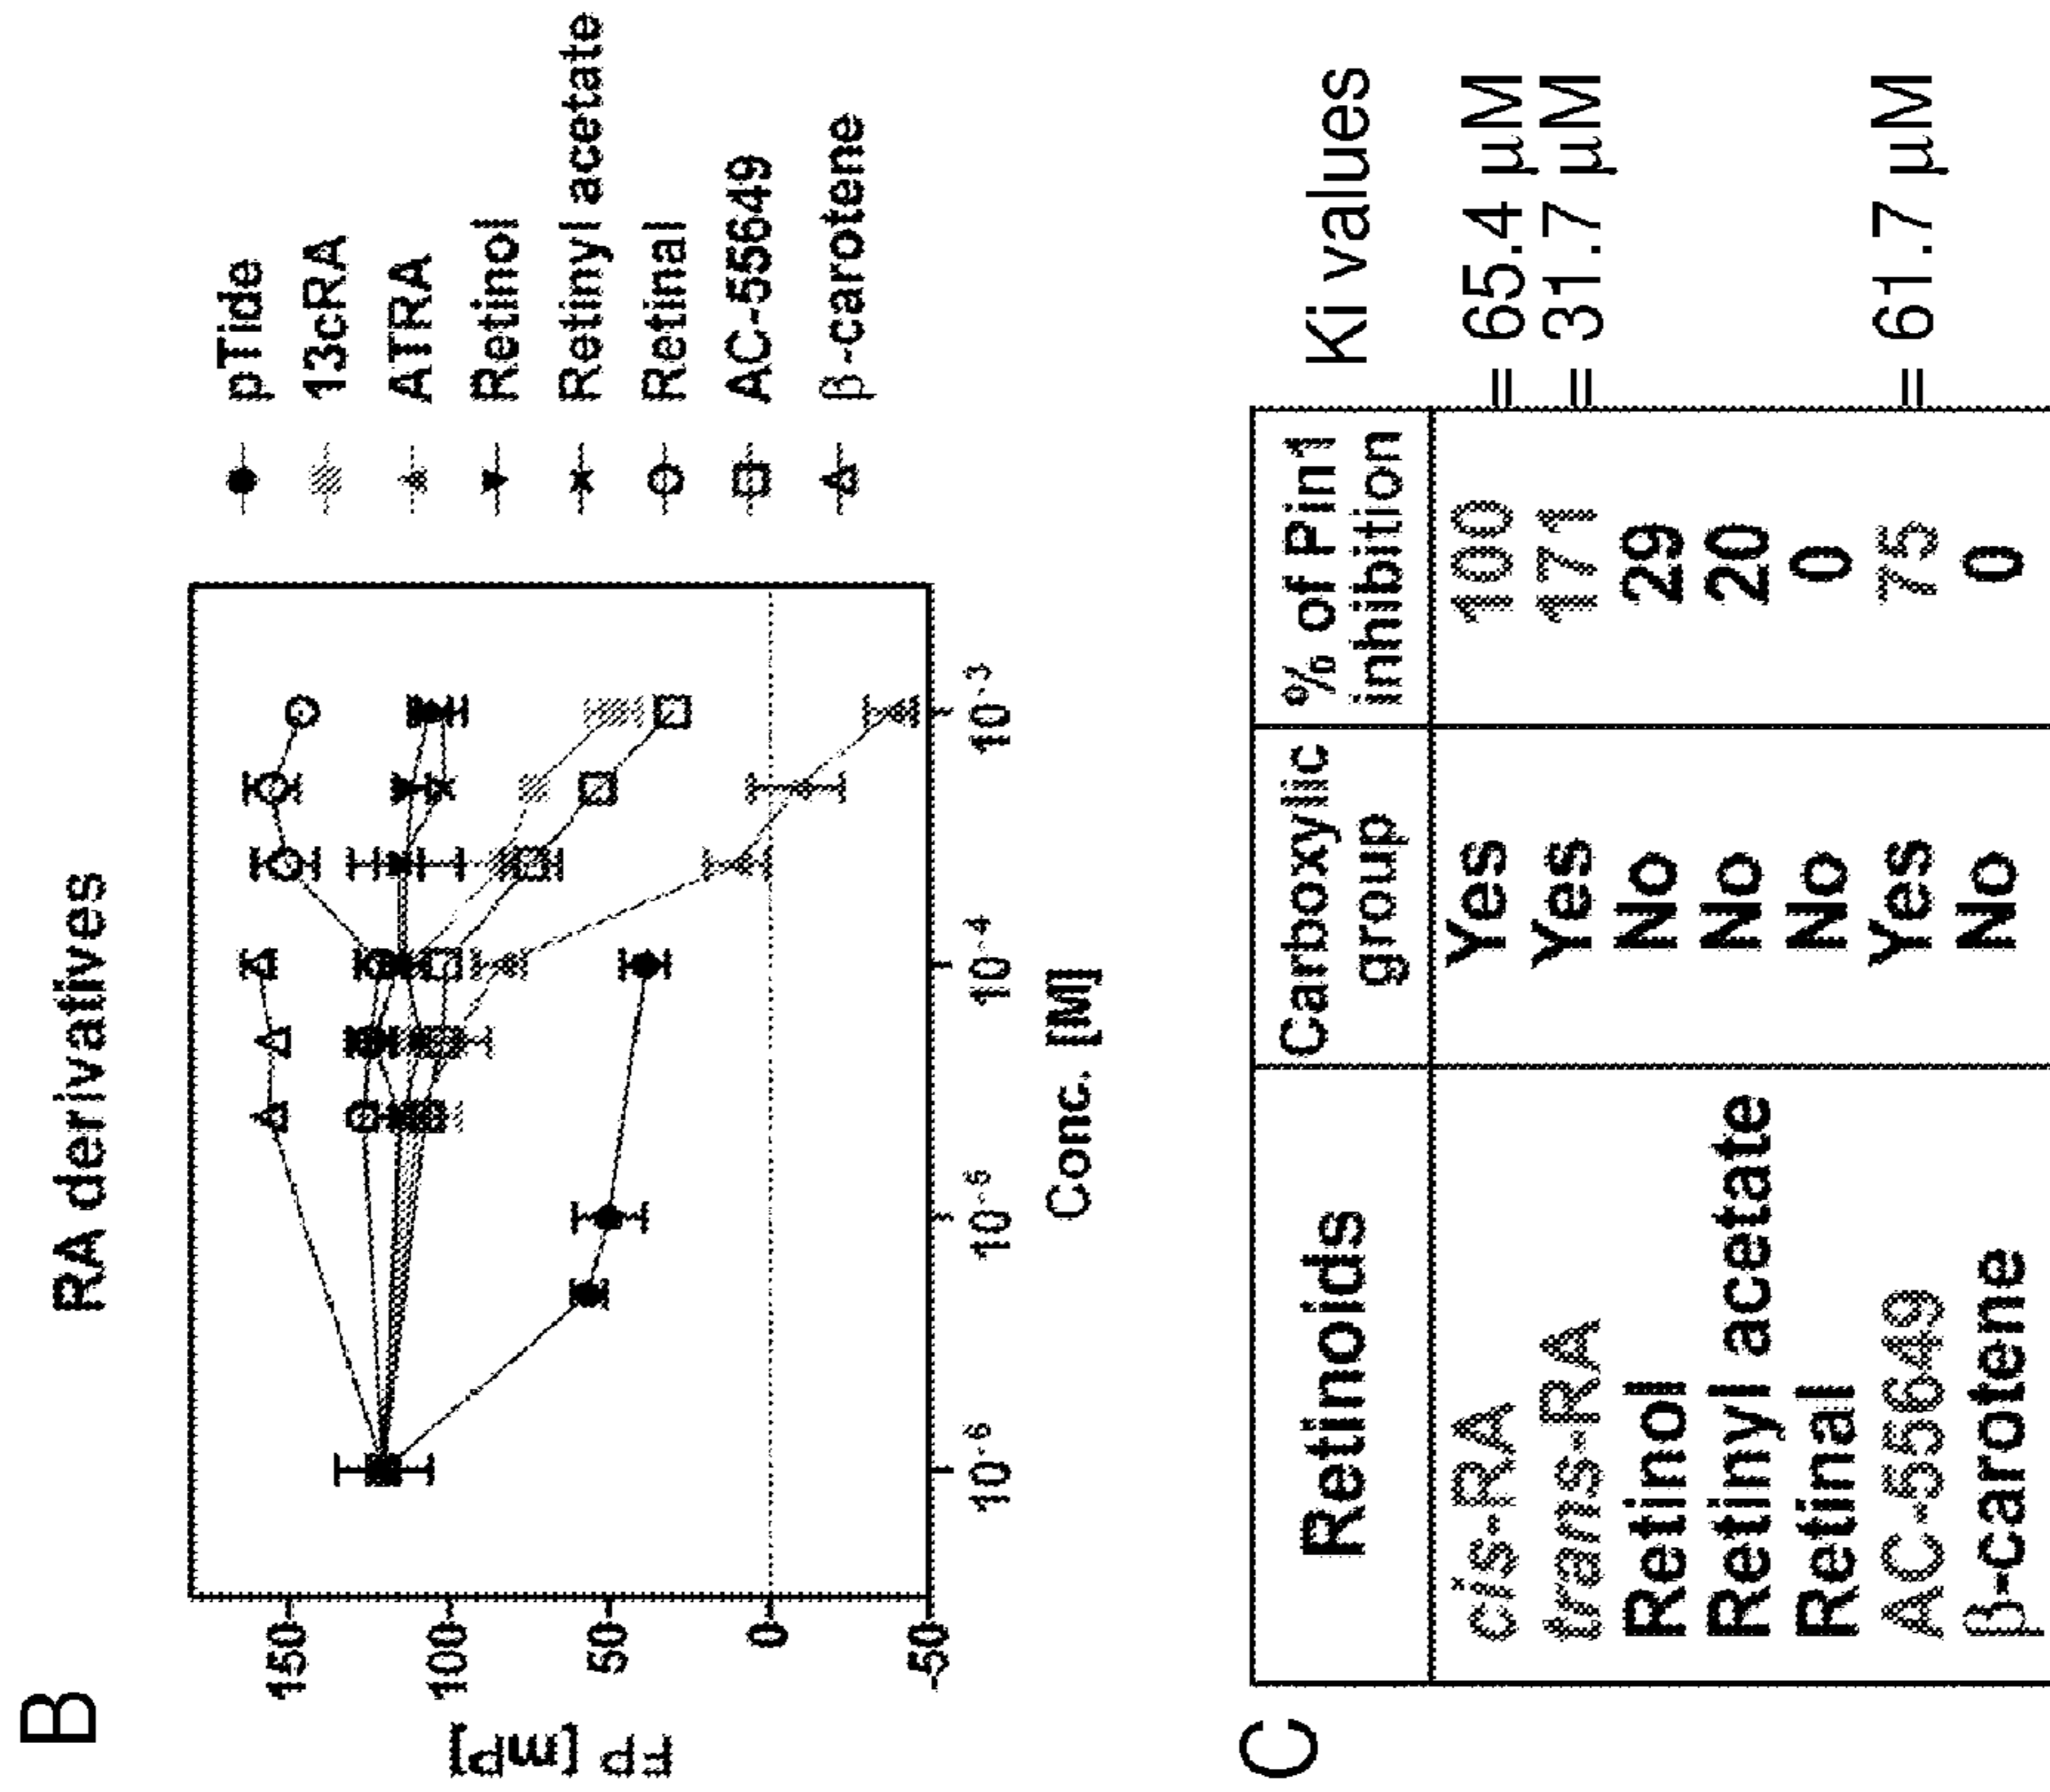 B
RA derivatives
FP [mP]
150
100
50
0
-50
10⁻⁶
10⁻⁵
10⁻⁴
10⁻³
Conc. [M]
pTide
13cRA
ATRA
Retinol
Retinyl acetate
Retinal
AC-55649
β-carotene
C
Retinoids Carboxylic group % of Pin1 inhibition Ki values
cis-RA Yes 100 = 65.4 μM
trans-RA Yes 171 = 31.7 μM
Retinol No 29
Retinyl acetate No 20
Retinal No 0
AC-55649 Yes 75 = 61.7 μM
β-carotene No 0